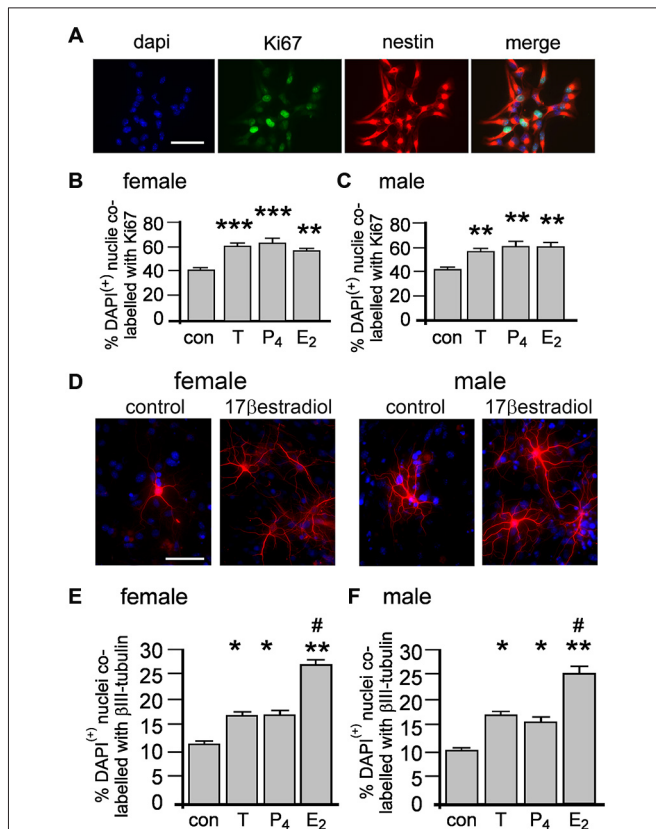 A
dapi Ki67 nestin merge
B female
C male
*** *** **
** ** **
% DAPI(+) nuclie co-
labelled with Ki67
80
60
40
20
0
con T P4 E2
% DAPI(+) nuclie co-
labelled with Ki67
80
60
40
20
0
con T P4 E2
D female male
control 17βestradiol control 17βestradiol
E female
F male
#
* * **
% DAPI(+) nuclei co-
labelled with βIII-tubulin
30
25
20
15
10
5
0
con T P4 E2
#
* * **
% DAPI(+) nuclei co-
labelled with βIII-tubulin
30
25
20
15
10
5
0
con T P4 E2